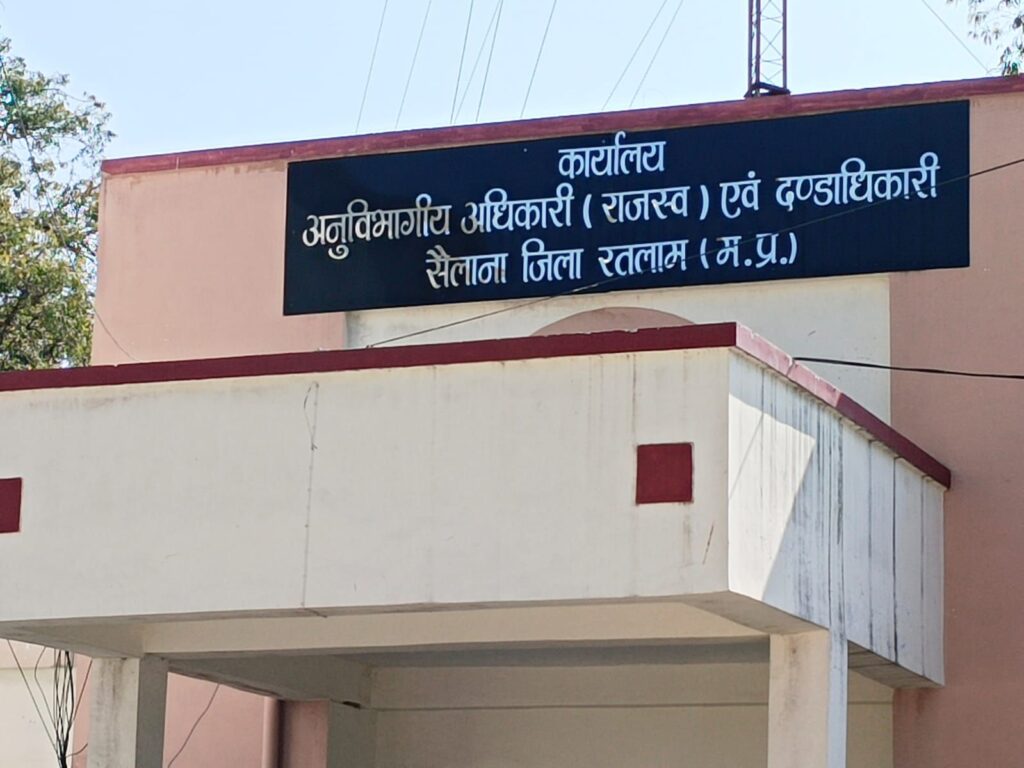 कार्यालय
अनुविभागीय अधिकारी ( राजस्व ) एवं दण्डाधिकारी
सैलाना जिला रतलाम ( म.प्र.)